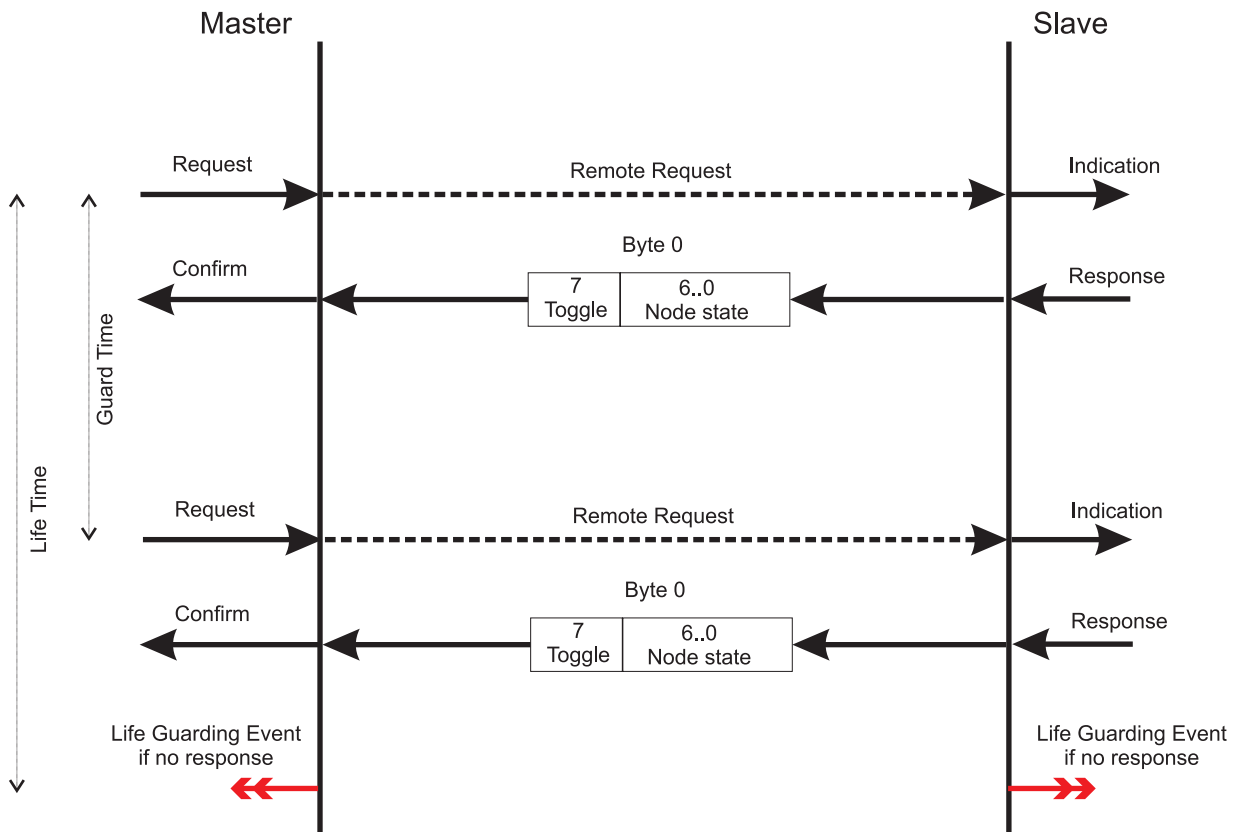 Master
Slave
Request
Remote Request
Indication
Byte 0
Confirm
7
Toggle
6..0
Node state
Response
Guard Time
Life Time
Request
Remote Request
Indication
Byte 0
Confirm
7
Toggle
6..0
Node state
Response
Life Guarding Event
if no response
Life Guarding Event
if no response